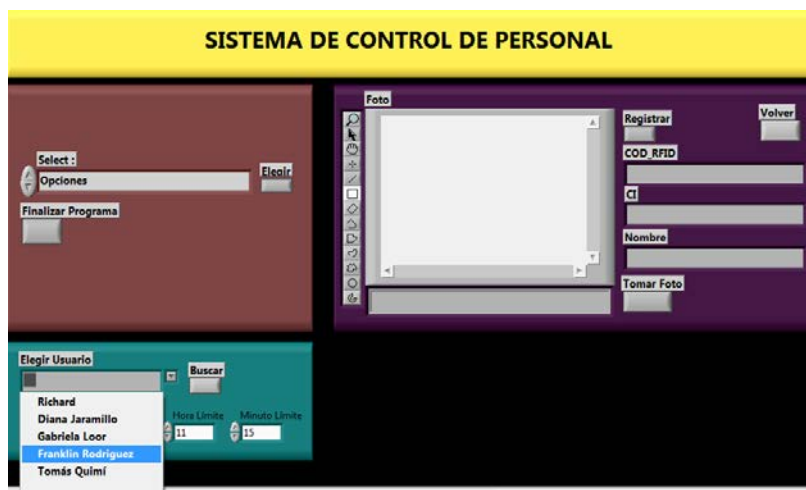 SISTEMA DE CONTROL DE PERSONAL
Select :
Opciones
Elegir
Finalizar Programa
Foto
Registrar
Volver
COD_RFID
CI
Nombre
Tomar Foto
Elegir Usuario
Buscar
Richard
Diana Jaramillo
Gabriela Loor
Franklin Rodriguez
Tomás Quimí
Hora Limite
Minuto Limite
11
15